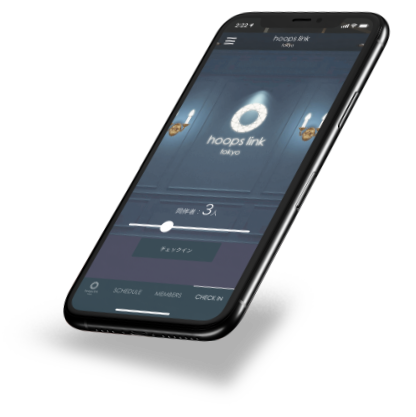 2:22
hoops link
tokyo
hoops link
tokyo
同伴者：3人
チェックイン
SCHEDULE MEMBERS CHECK IN